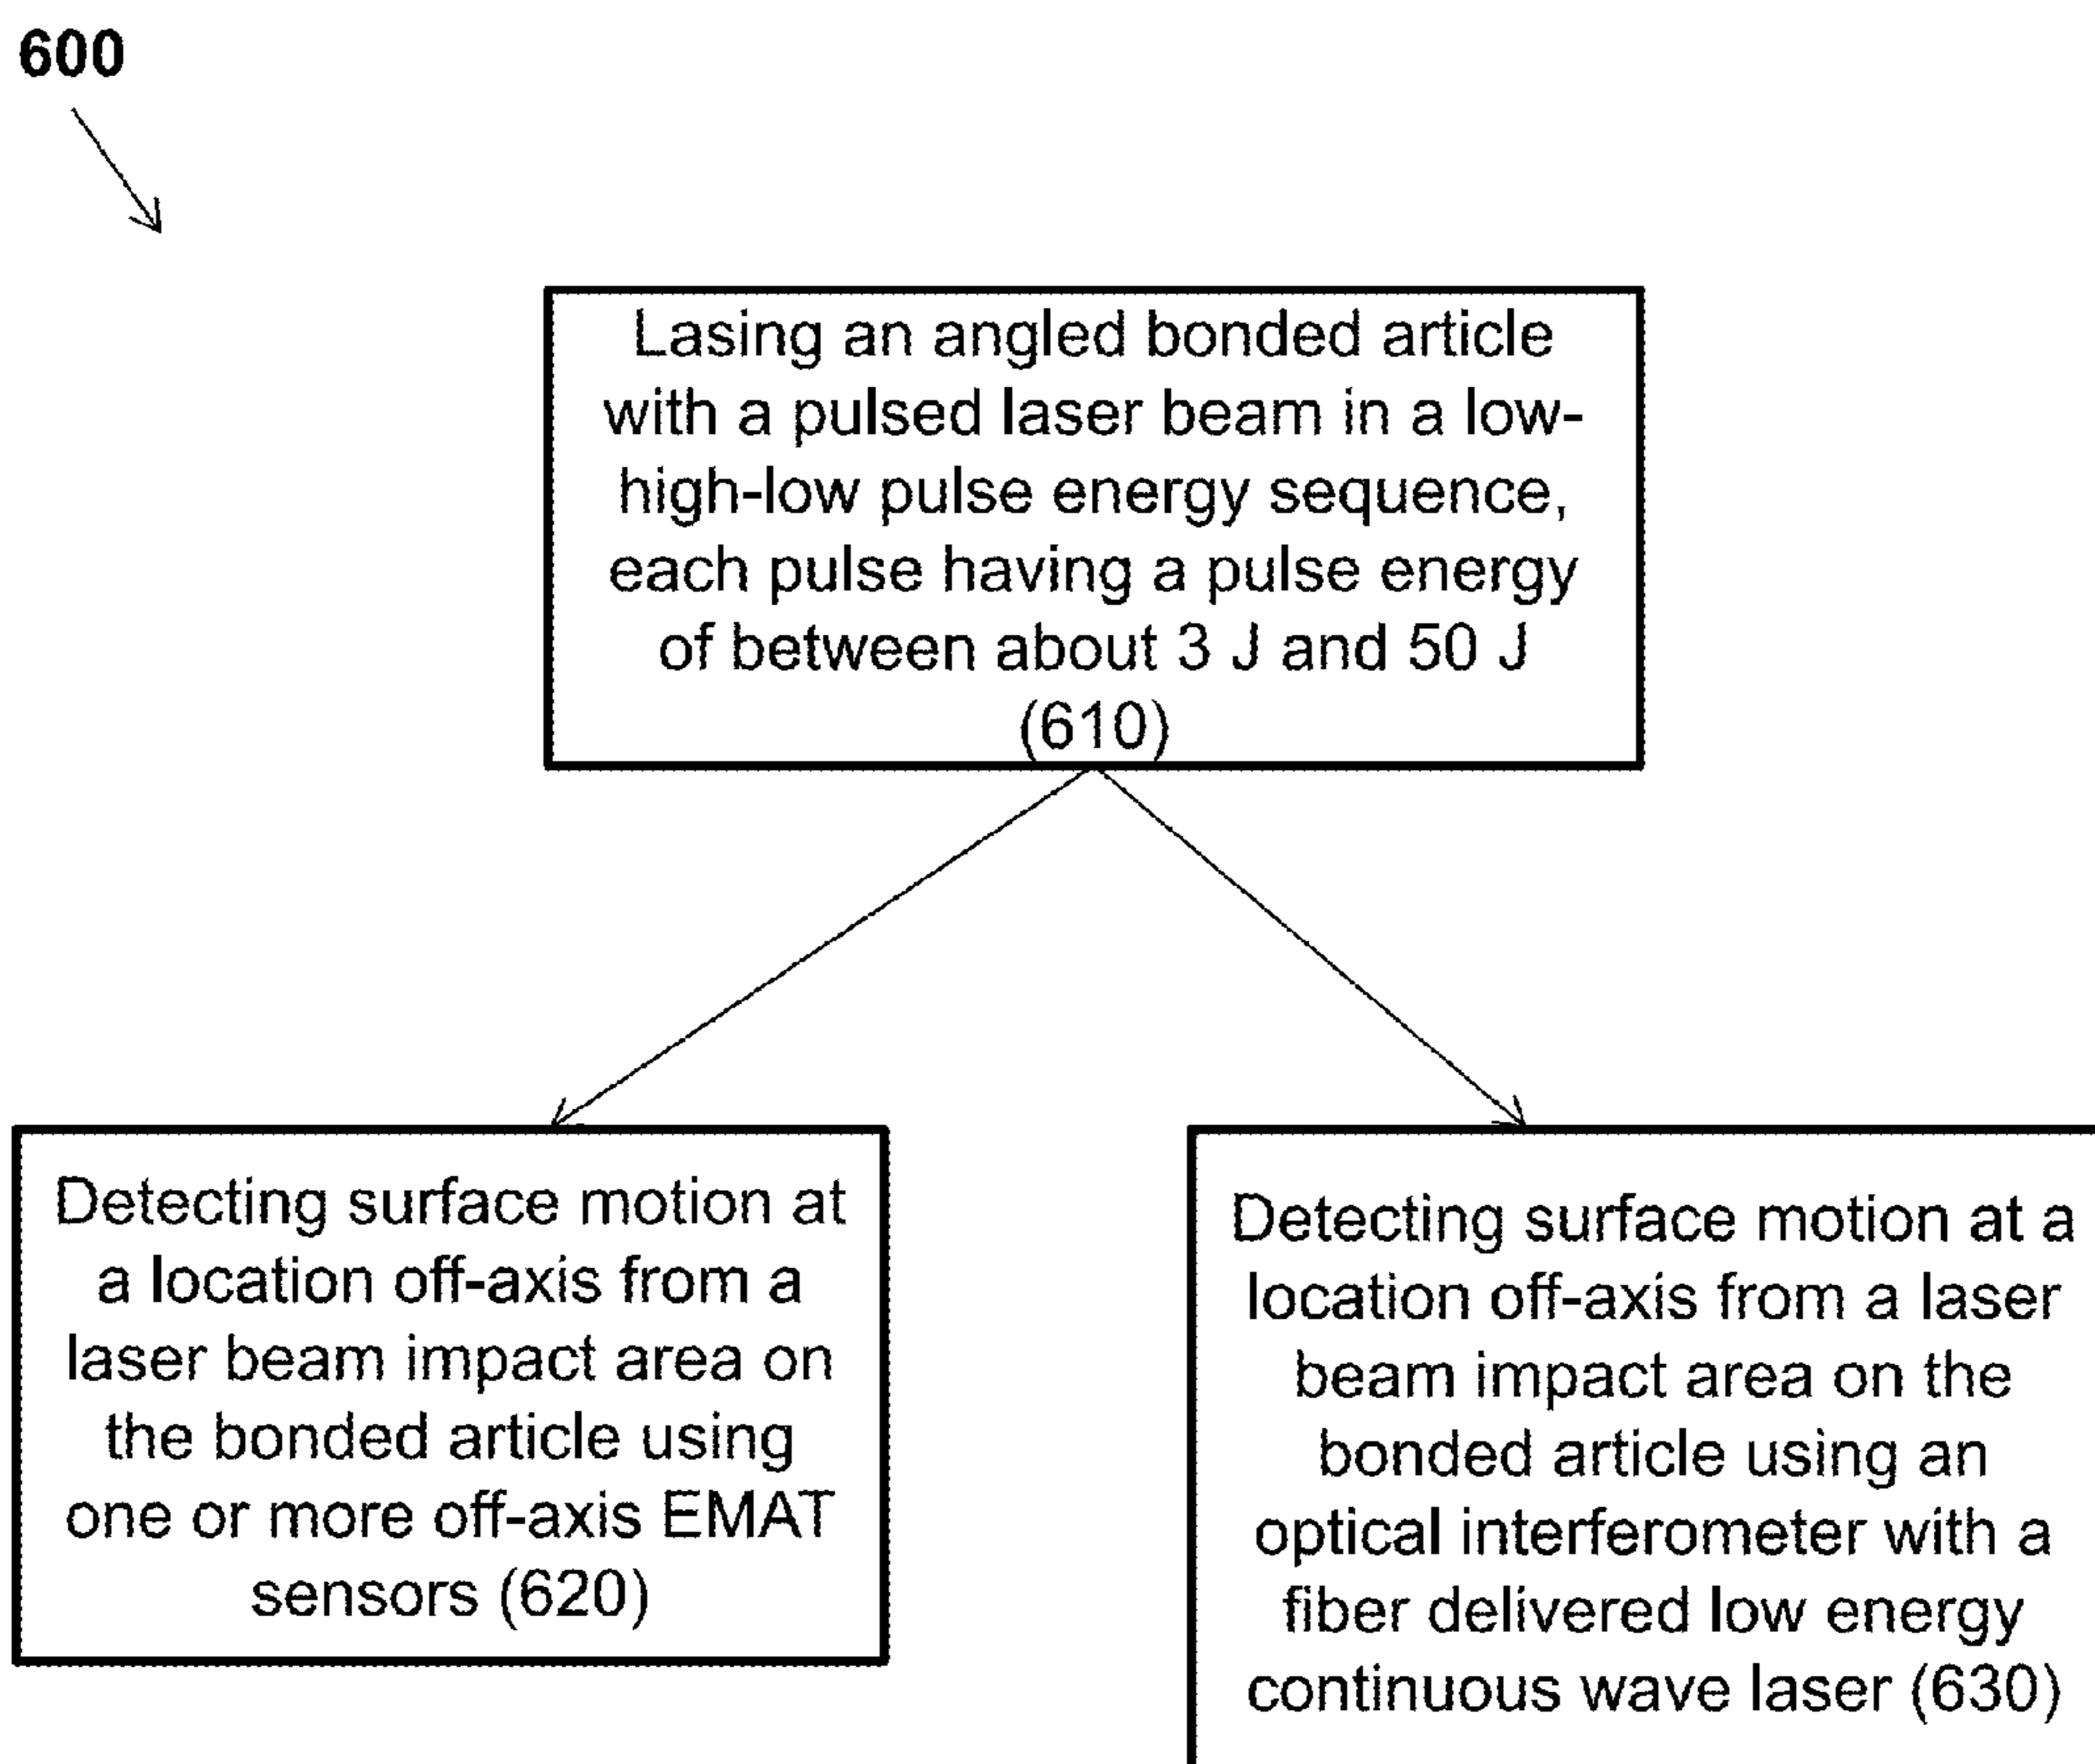 600
Lasing an angled bonded article
with a pulsed laser beam in a low-
high-low pulse energy sequence,
each pulse having a pulse energy
of between about 3 J and 50 J
(610)
Detecting surface motion at
a location off-axis from a
laser beam impact area on
the bonded article using
one or more off-axis EMAT
sensors (620)
Detecting surface motion at a
location off-axis from a laser
beam impact area on the
bonded article using an
optical interferometer with a
fiber delivered low energy
continuous wave laser (630)